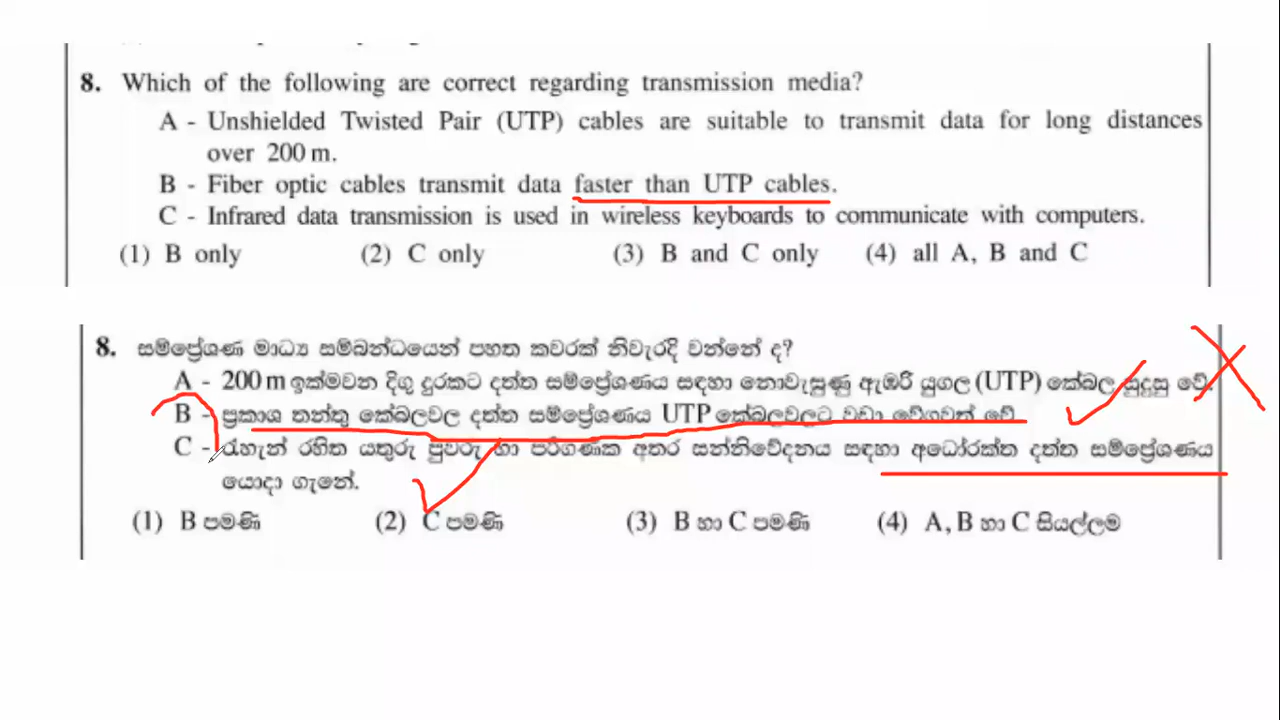 8. Which of the following are correct regarding transmission media?
A - Unshielded Twisted Pair (UTP) cables are suitable to transmit data for long distances
over 200 m.
B - Fiber optic cables transmit data faster than UTP cables.
C - Infrared data transmission is used in wireless keyboards to communicate with computers.
(1) B only (2) C only (3) B and C only (4) all A, B and C
8. සම්ප්‍රේශණ මාධ්‍ය සම්බන්ධයෙන් පහත කවරක් නිවැරදි වන්නේ ද?
A - 200 m ඉක්මවන දිගු දුරකට දත්ත සම්ප්‍රේශණය සඳහා නොවැසුණු ඇඹරි යුගල (UTP) කේබල යුදුසු වේ.
B - ප්‍රකාශ තන්තු කේබලවල දත්ත සම්ප්‍රේශණය UTP කේබලවලට වඩා වේගවත් වේ.
C - රැහැන් රහිත යතුරු පුවරු හා පරිගණක අතර සන්නිවේදනය සඳහා අධෝරක්ත දත්ත සම්ප්‍රේශණය
යොදා ගැනේ.
(1) B පමණි (2) C පමණි (3) B හා C පමණි (4) A, B හා C සියල්ලම